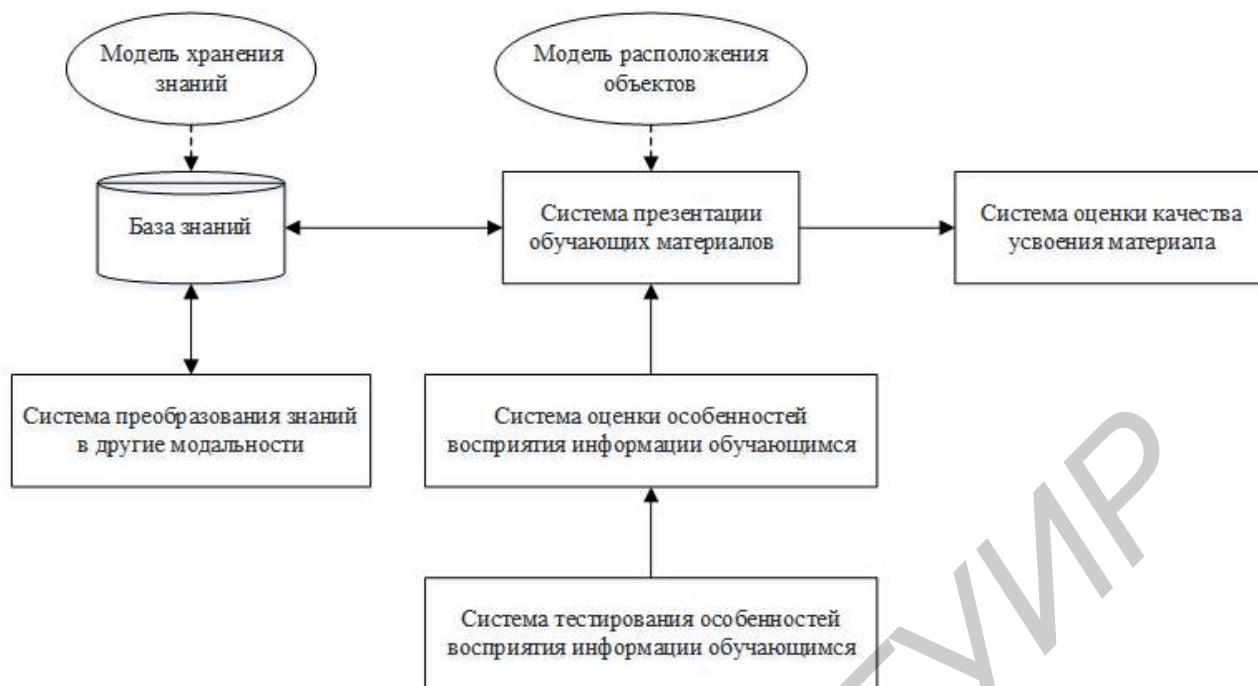 Модель хранения
знаний
Модель расположения
объектов
База знаний
Система презентации
обучающих материалов
Система оценки качества
усвоения материала
Система преобразования знаний
в другие модальности
Система оценки особенностей
восприятия информации обучающимся
Система тестирования особенностей
восприятия информации обучающимся
ГУИР